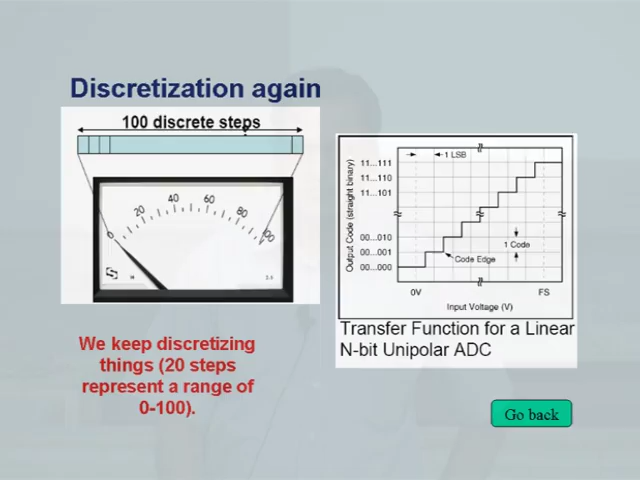 Discretization again
100 discrete steps
0
20
40
60
80
100
We keep discretizing
things (20 steps
represent a range of
0-100).
Output Code (straight binary)
11...111
11...110
11...101
00...010
00...001
00...000
1 LSB
1 Code
Code Edge
0V
FS
Input Voltage (V)
Transfer Function for a Linear
N-bit Unipolar ADC
Go back